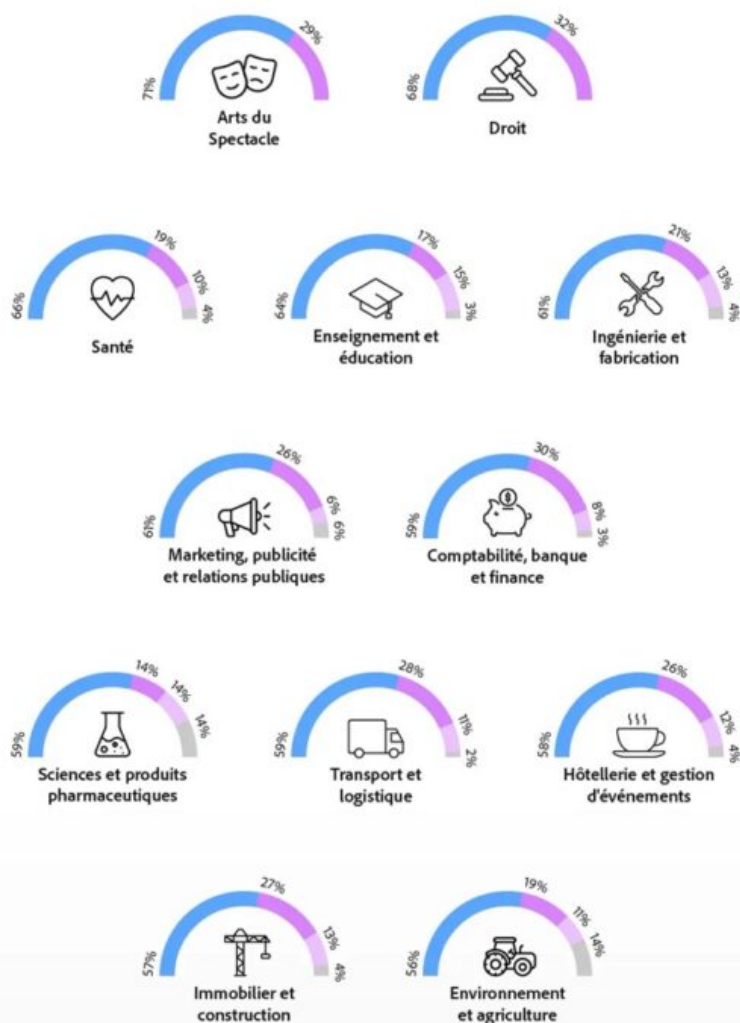 71%
29%
Arts du
Spectacle
68%
32%
Droit
66%
19%
10%
4%
Santé
64%
17%
15%
3%
Enseignement et
éducation
61%
21%
13%
4%
Ingénierie et
fabrication
61%
26%
6%
6%
Marketing, publicité
et relations publiques
59%
30%
8%
3%
Comptabilité, banque
et finance
59%
14%
14%
14%
Sciences et produits
pharmaceutiques
59%
28%
11%
2%
Transport et
logistique
58%
26%
12%
4%
Hôtellerie et gestion
d'événements
57%
27%
13%
4%
Immobilier et
construction
56%
19%
11%
14%
Environnement
et agriculture